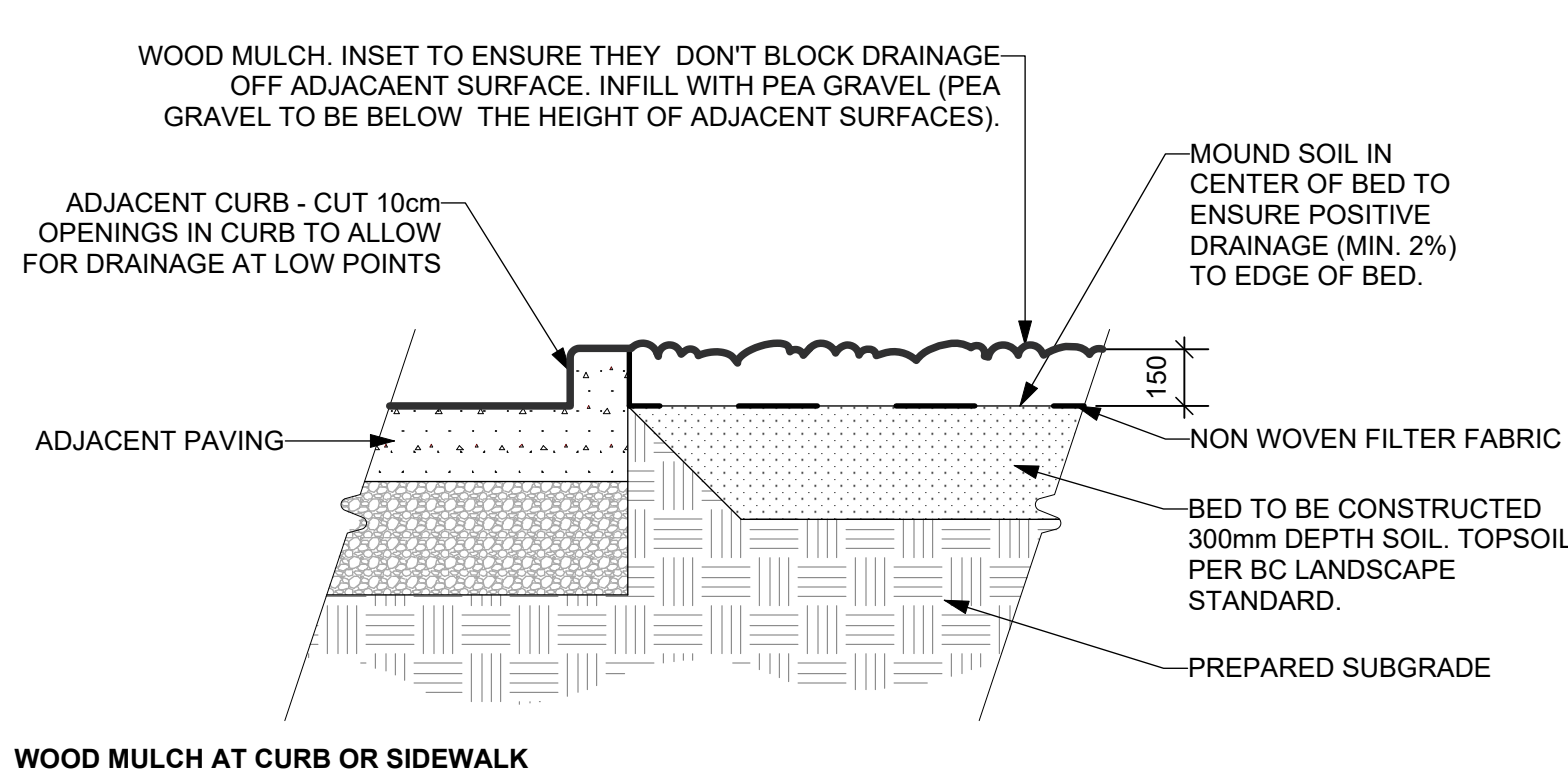 WOOD MULCH. INSET TO ENSURE THEY DON'T BLOCK DRAINAGE
OFF ADJACAENT SURFACE. INFILL WITH PEA GRAVEL (PEA
GRAVEL TO BE BELOW THE HEIGHT OF ADJACENT SURFACES).
MOUND SOIL IN
CENTER OF BED TO
ENSURE POSITIVE
DRAINAGE (MIN. 2%)
TO EDGE OF BED.
ADJACENT CURB - CUT 10cm
OPENINGS IN CURB TO ALLOW
FOR DRAINAGE AT LOW POINTS
150
ADJACENT PAVING
NON WOVEN FILTER FABRIC
BED TO BE CONSTRUCTED
300mm DEPTH SOIL. TOPSOIL
PER BC LANDSCAPE
STANDARD.
PREPARED SUBGRADE
WOOD MULCH AT CURB OR SIDEWALK